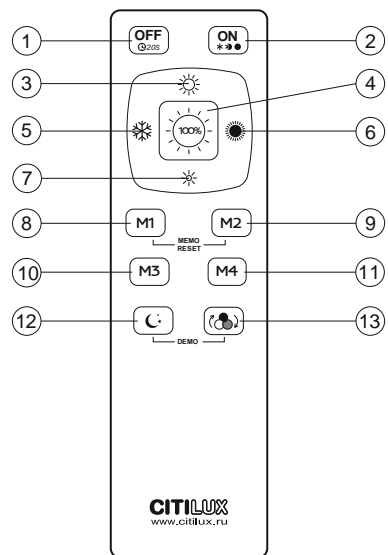 1 OFF ON 2
20S
3 4
5 100% 6
7
8 M1 M2 9
MEMO
RESET
10 M3 M4 11
12 13
DEMO
CITILUX
www.citilux.ru